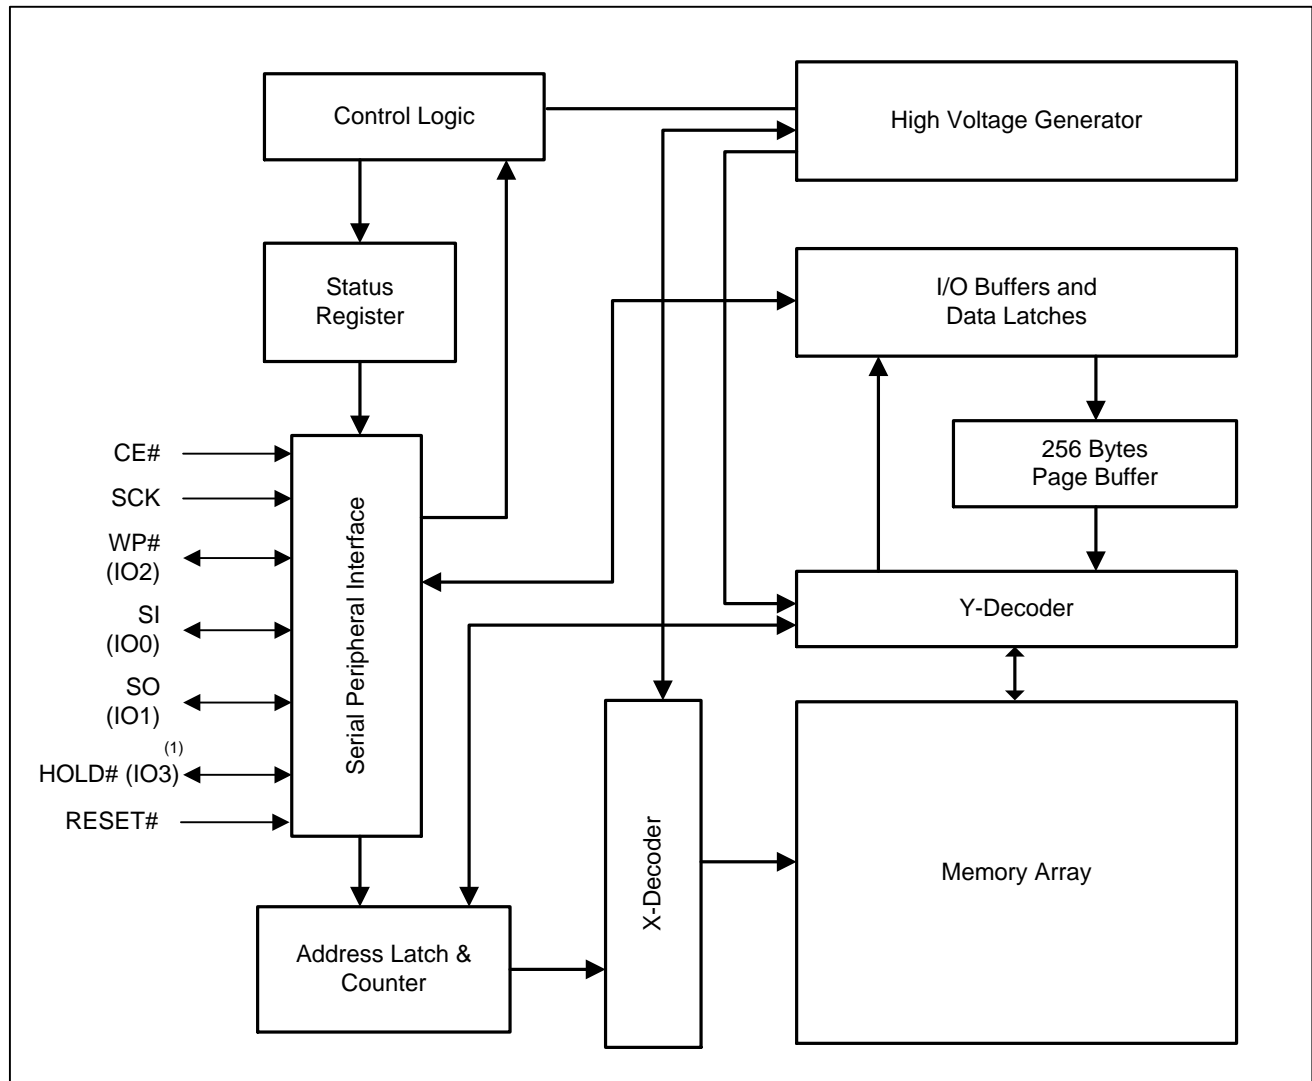 Control Logic
High Voltage Generator
Status
Register
I/O Buffers and
Data Latches
256 Bytes
Page Buffer
Y-Decoder
CE#
SCK
WP#
(IO2)
SI
(IO0)
SO
(IO1)
(1)
HOLD# (IO3)
RESET#
Serial Peripheral Interface
X-Decoder
Memory Array
Address Latch &
Counter